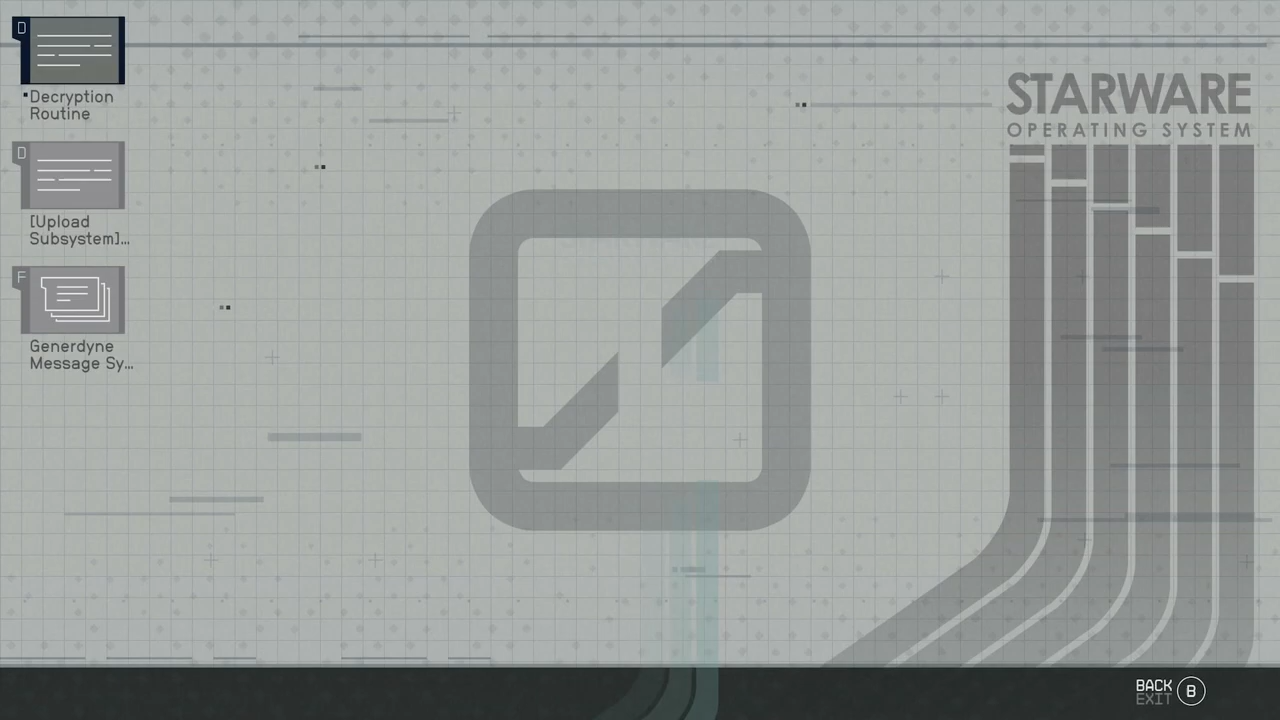 D
Decryption
Routine
D
[Upload
Subsystem]...
F
Generdyne
Message Sy...
STARWARE
OPERATING SYSTEM
BACK
EXIT
B